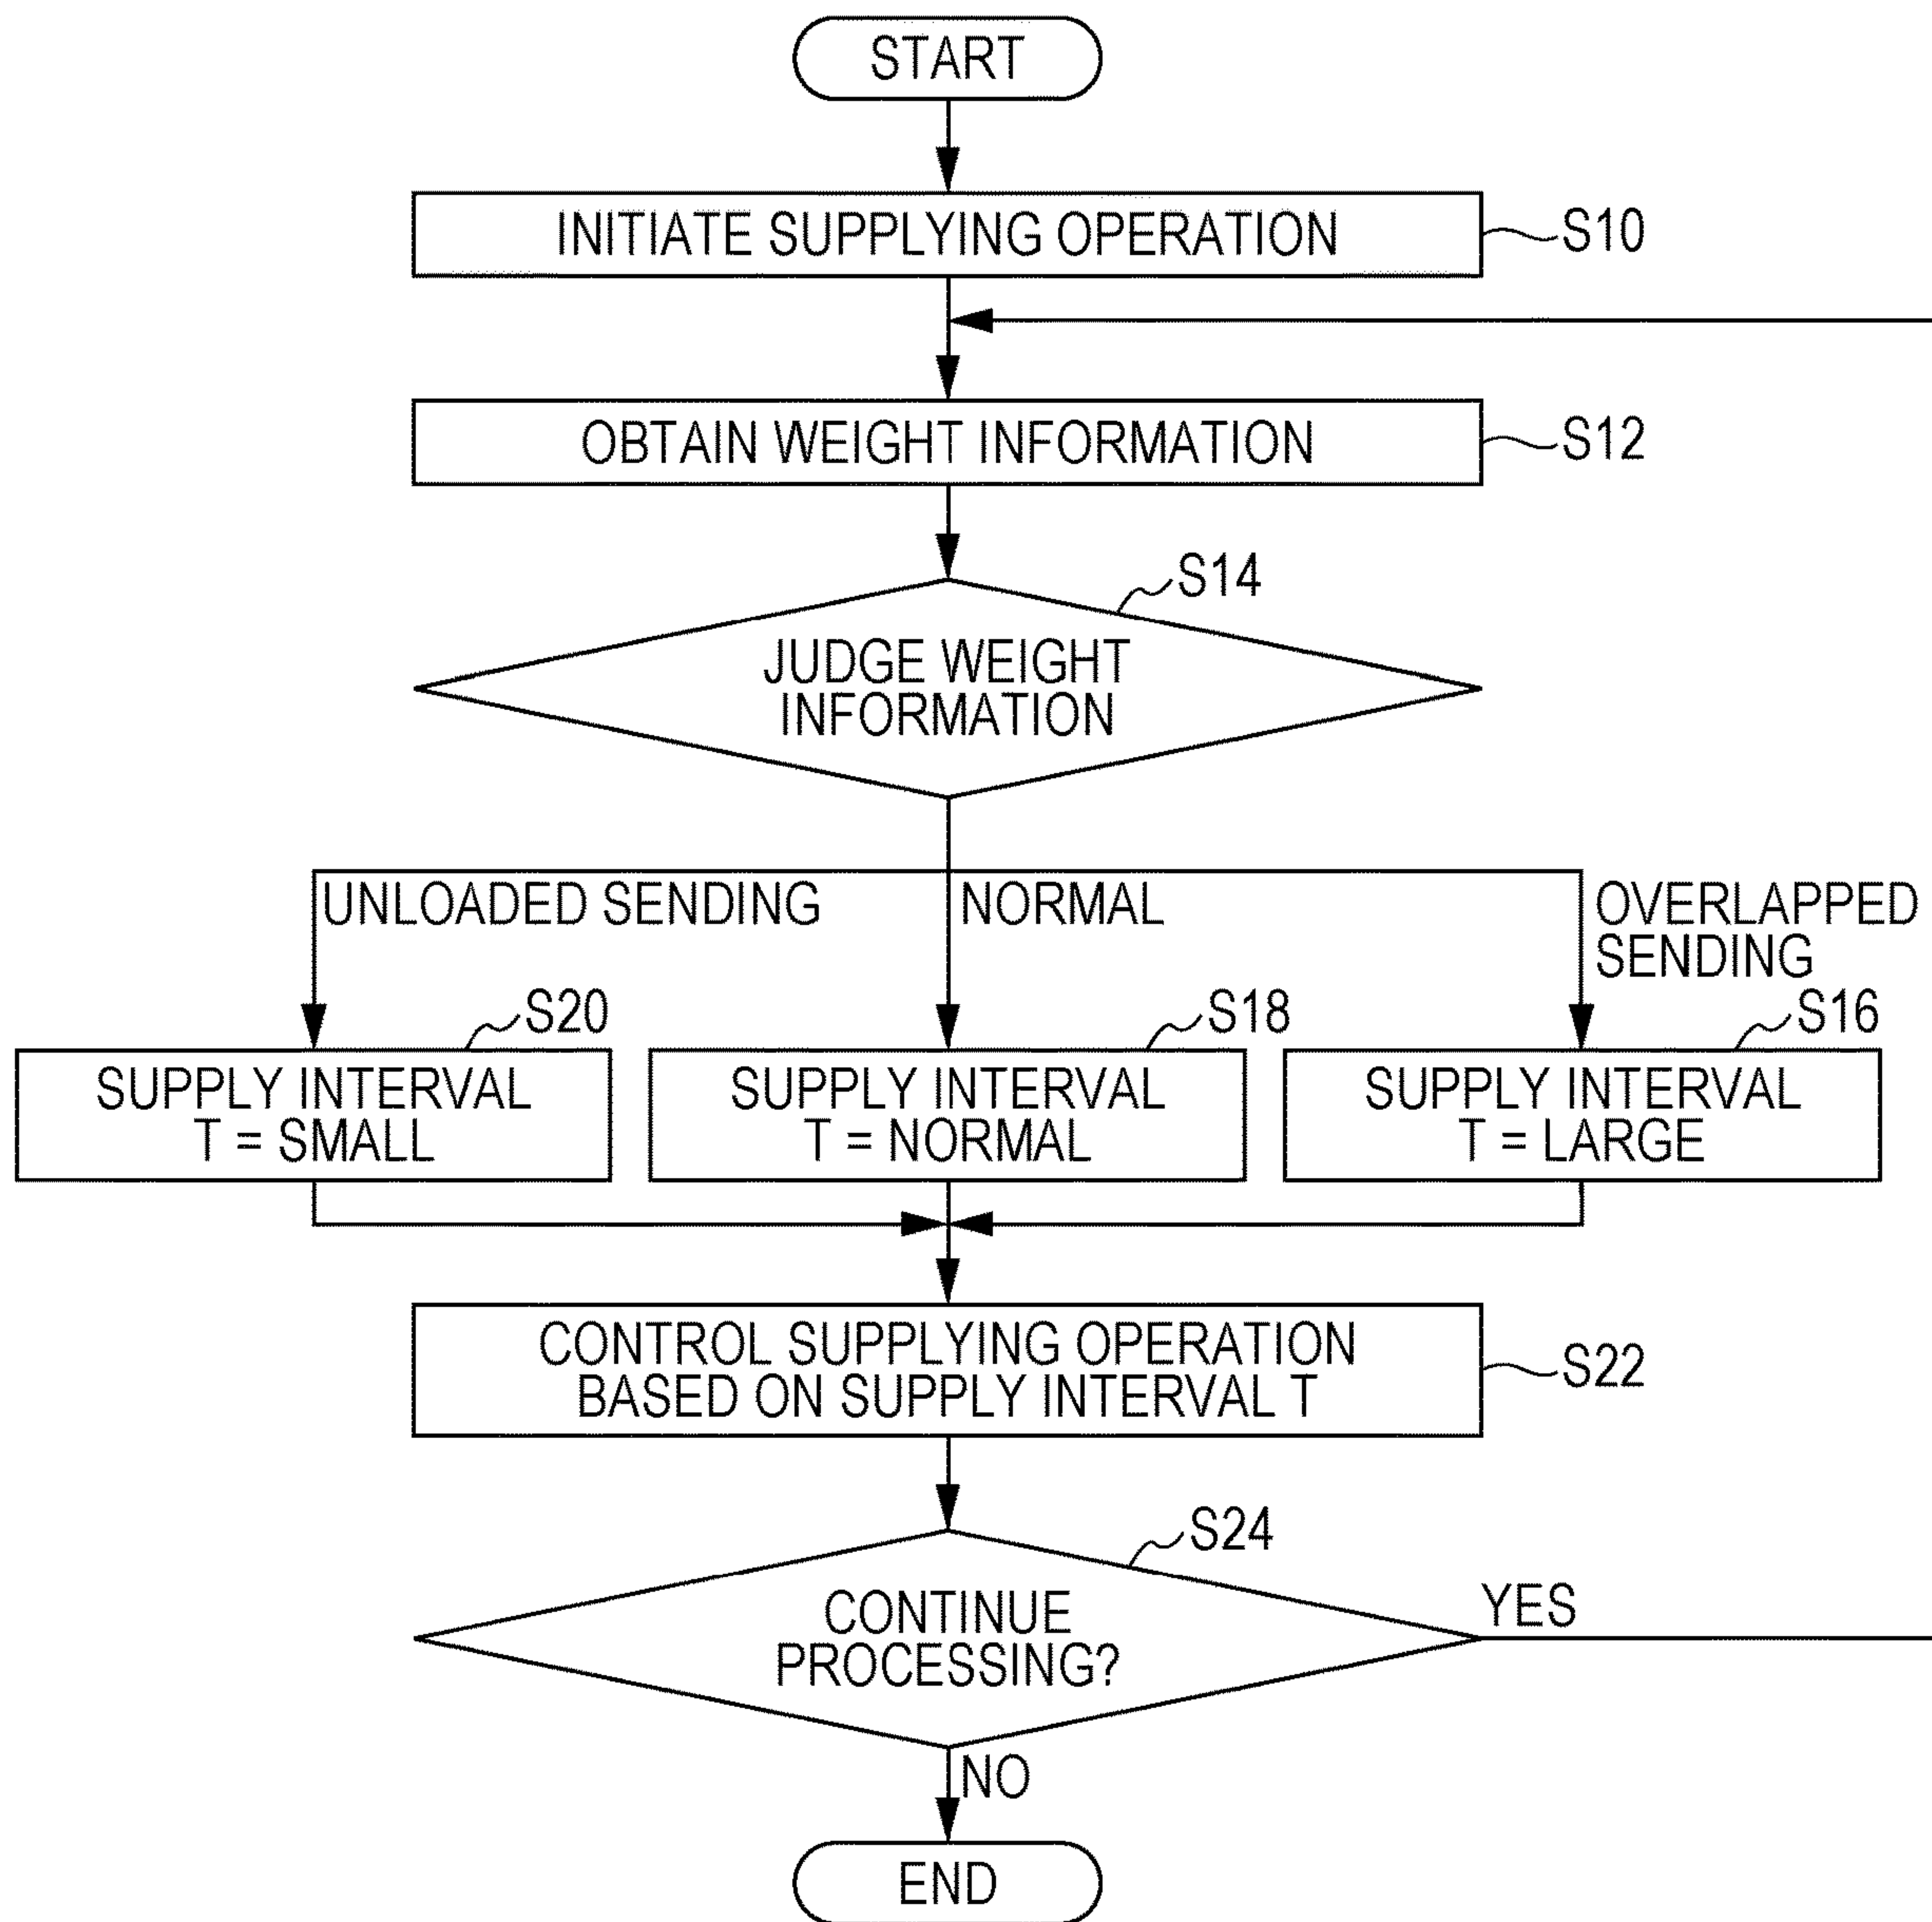 START
INITIATE SUPPLYING OPERATION
S10
OBTAIN WEIGHT INFORMATION
S12
S14
JUDGE WEIGHT
INFORMATION
UNLOADED SENDING
NORMAL
OVERLAPPED
SENDING
S20
SUPPLY INTERVAL
T = SMALL
S18
SUPPLY INTERVAL
T = NORMAL
S16
SUPPLY INTERVAL
T = LARGE
CONTROL SUPPLYING OPERATION
BASED ON SUPPLY INTERVAL T
S22
S24
CONTINUE
PROCESSING?
YES
NO
END